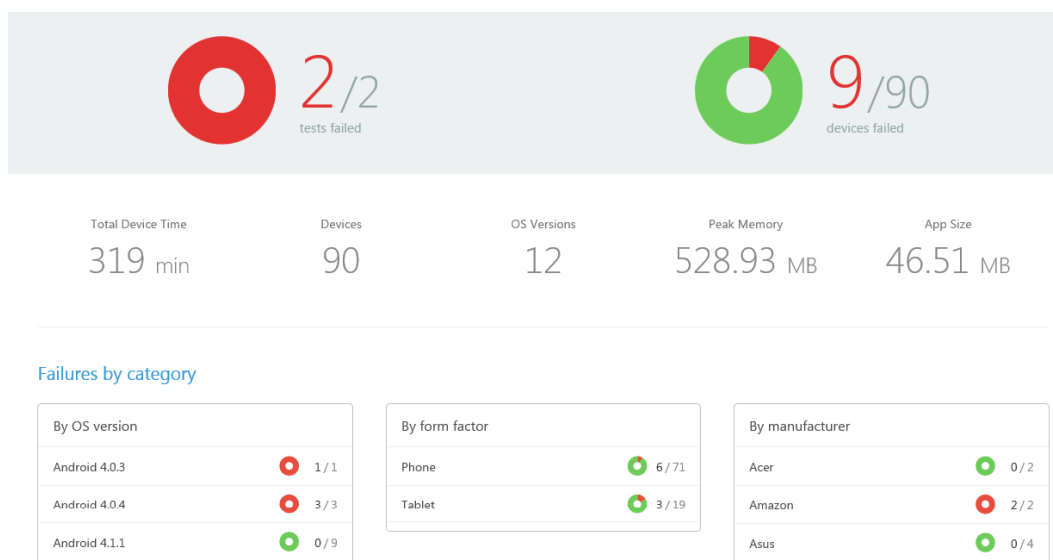 2/2
tests failed
9/90
devices failed
Total Device Time
319 min
Devices
90
OS Versions
12
Peak Memory
528.93 MB
App Size
46.51 MB
Failures by category
By OS version
Android 4.0.3 1 / 1
Android 4.0.4 3 / 3
Android 4.1.1 0 / 9
By form factor
Phone 6 / 71
Tablet 3 / 19
By manufacturer
Acer 0 / 2
Amazon 2 / 2
Asus 0 / 4